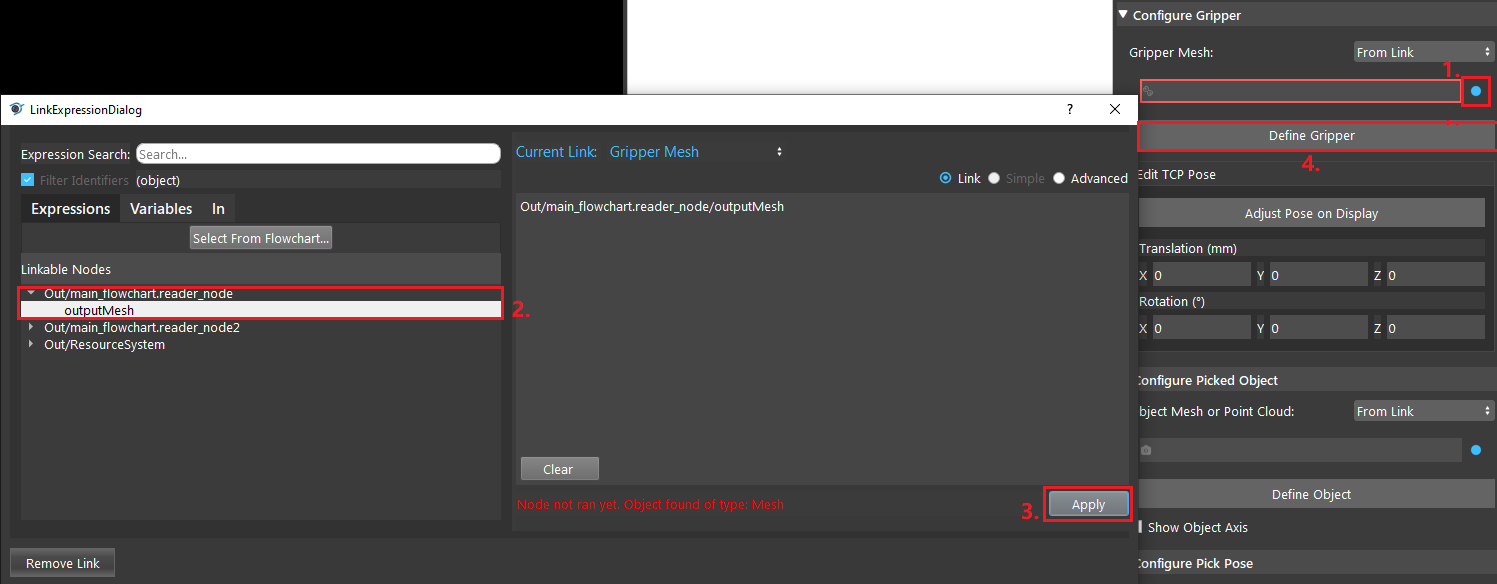 Configure Gripper
Gripper Mesh:
From Link
1.
Define Gripper
4.
Edit TCP Pose
Adjust Pose on Display
Translation (mm)
X 0 Y 0 Z 0
Rotation (°)
X 0 Y 0 Z 0
Configure Picked Object
bject Mesh or Point Cloud:
From Link
Define Object
Show Object Axis
Configure Pick Pose
LinkExpressionDialog
?
Expression Search:
Search...
Filter Identifiers (object)
Expressions Variables In
Select From Flowchart...
Linkable Nodes
Out/main_flowchart.reader_node
outputMesh
2.
Out/main_flowchart.reader_node2
Out/ResourceSystem
Current Link: Gripper Mesh
Link Simple Advanced
Out/main_flowchart.reader_node/outputMesh
Clear
Node not ran yet. Object found of type: Mesh
3.
Apply
Remove Link